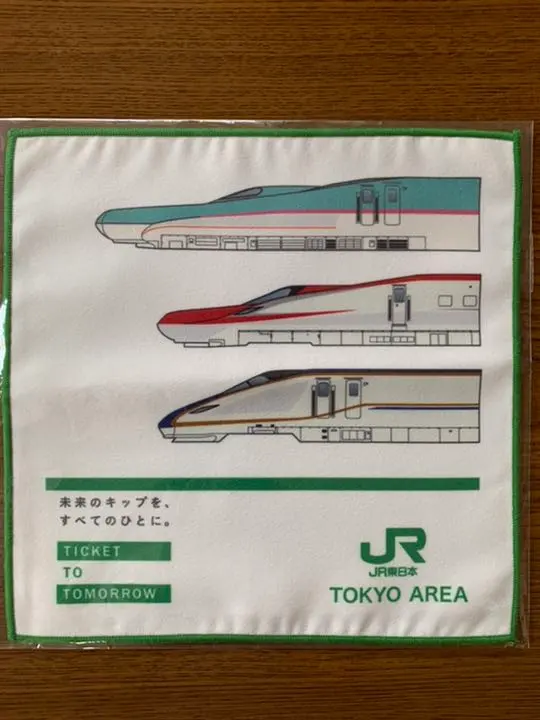 未来のキップを、
すべてのひとに。
TICKET
TO
TOMORROW
JR
JR東日本
TOKYO AREA